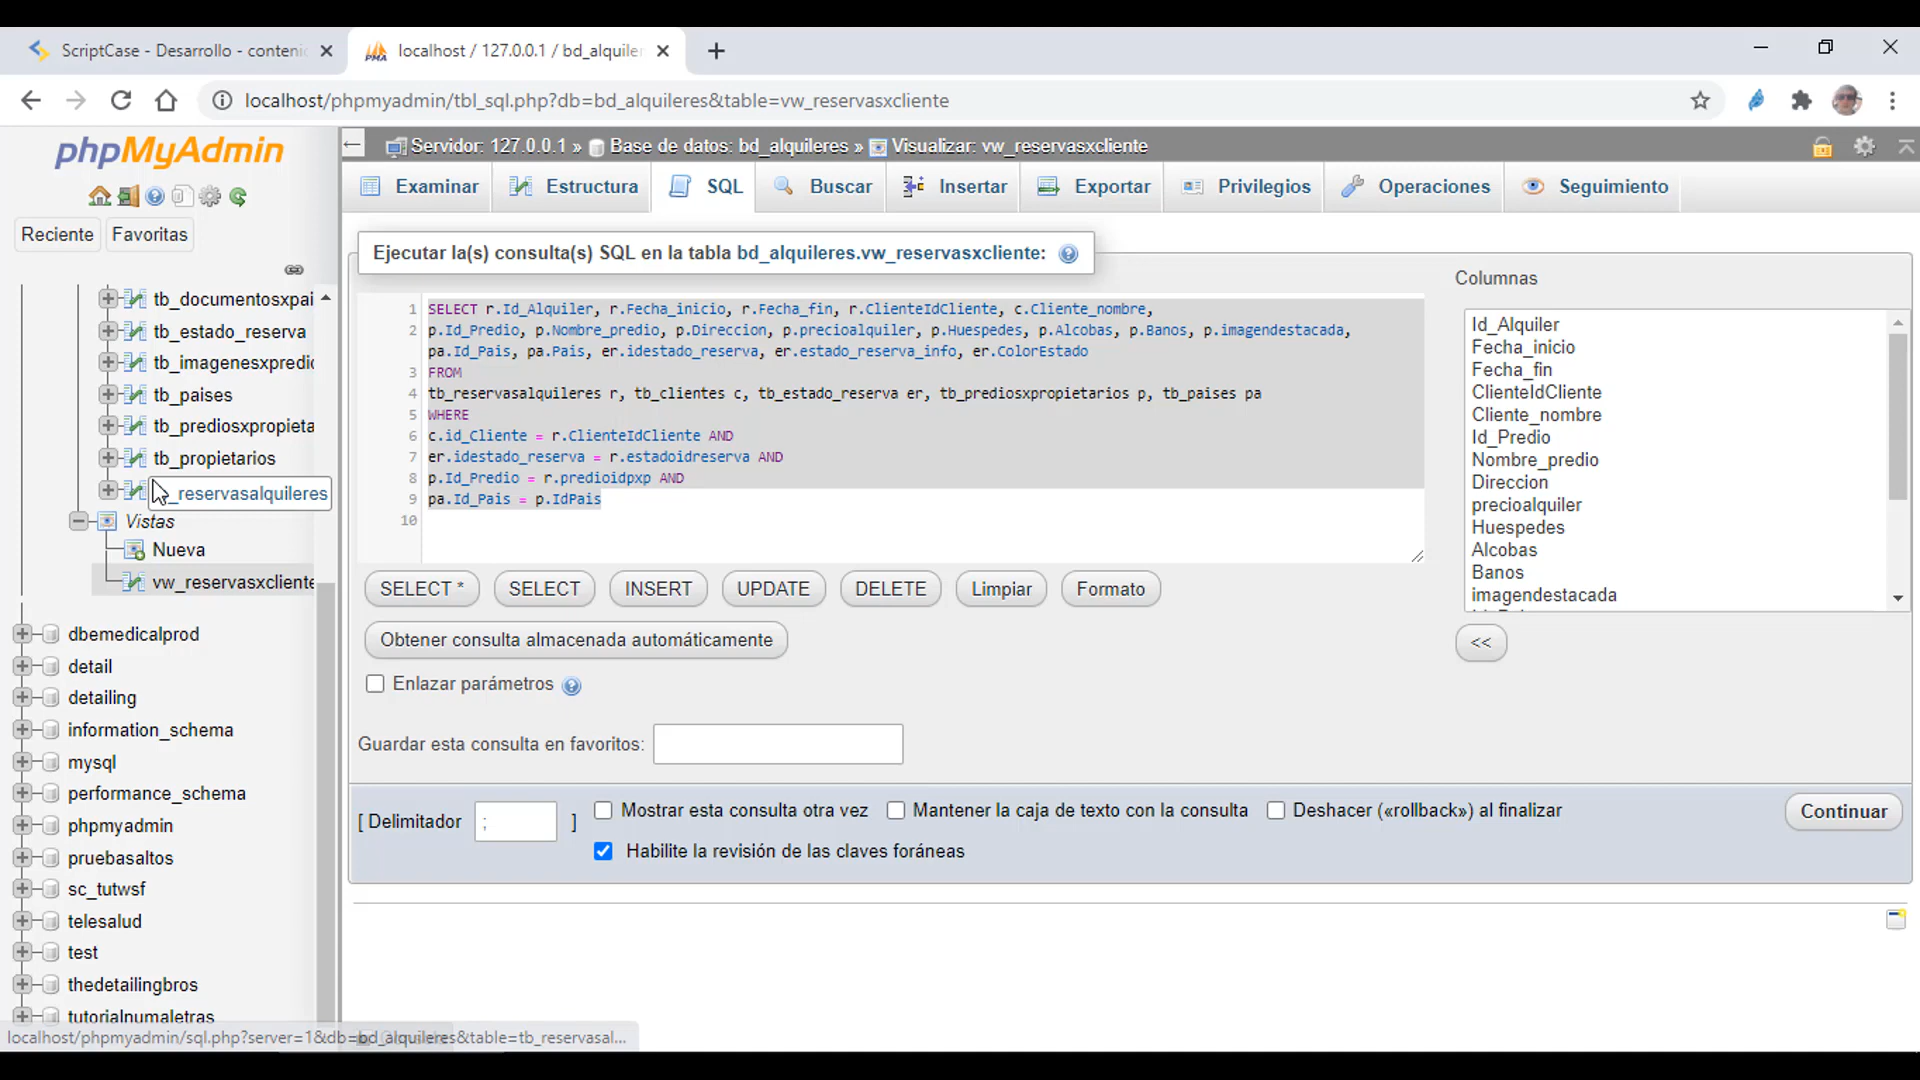 ScriptCase - Desarrollo - conteni
localhost / 127.0.0.1 / bd_alquiler
localhost/phpmyadmin/tbl_sql.php?db=bd_alquileres&table=vw_reservasxcliente
phpMyAdmin
Reciente
Favoritas
tb_documentosxpai
tb_estado_reserva
tb_imagenesxpredic
tb_paises
tb_prediosxpropieta
tb_propietarios
_reservasalquileres
Vistas
Nueva
vw_reservasxcliente
dbemedicalprod
detail
detailing
information_schema
mysql
performance_schema
phpmyadmin
pruebasaltos
sc_tutwsf
telesalud
test
thedetailingbros
tutorialnumaletras
localhost/phpmyadmin/sql.php?server=1&db=bd_alquileres&table=tb_reservasal...
Servidor: 127.0.0.1 » Base de datos: bd_alquileres » Visualizar: vw_reservasxcliente
Examinar
Estructura
SQL
Buscar
Insertar
Exportar
Privilegios
Operaciones
Seguimiento
Ejecutar la(s) consulta(s) SQL en la tabla bd_alquileres.vw_reservasxcliente:
1 SELECT r.Id_Alquiler, r.Fecha_inicio, r.Fecha_fin, r.ClienteIdCliente, c.Cliente_nombre,
2 p.Id_Predio, p.Nombre_predio, p.Direccion, p.precioalquiler, p.Huespedes, p.Alcobas, p.Banos, p.imagendestacada,
pa.Id_Pais, pa.Pais, er.idestado_reserva, er.estado_reserva_info, er.ColorEstado
3 FROM
4 tb_reservasalquileres r, tb_clientes c, tb_estado_reserva er, tb_prediosxpropietarios p, tb_paises pa
5 WHERE
6 c.id_Cliente = r.ClienteIdCliente AND
7 er.idestado_reserva = r.estadoidreserva AND
8 p.Id_Predio = r.predioidpxp AND
9 pa.Id_Pais = p.IdPais
10
Columnas
Id_Alquiler
Fecha_inicio
Fecha_fin
ClienteIdCliente
Cliente_nombre
Id_Predio
Nombre_predio
Direccion
precioalquiler
Huespedes
Alcobas
Banos
imagendestacada
<<
SELECT *
SELECT
INSERT
UPDATE
DELETE
Limpiar
Formato
Obtener consulta almacenada automáticamente
Enlazar parámetros
Guardar esta consulta en favoritos:
[ Delimitador ; ]
Mostrar esta consulta otra vez
Mantener la caja de texto con la consulta
Deshacer («rollback») al finalizar
Continuar
Habilite la revisión de las claves foráneas